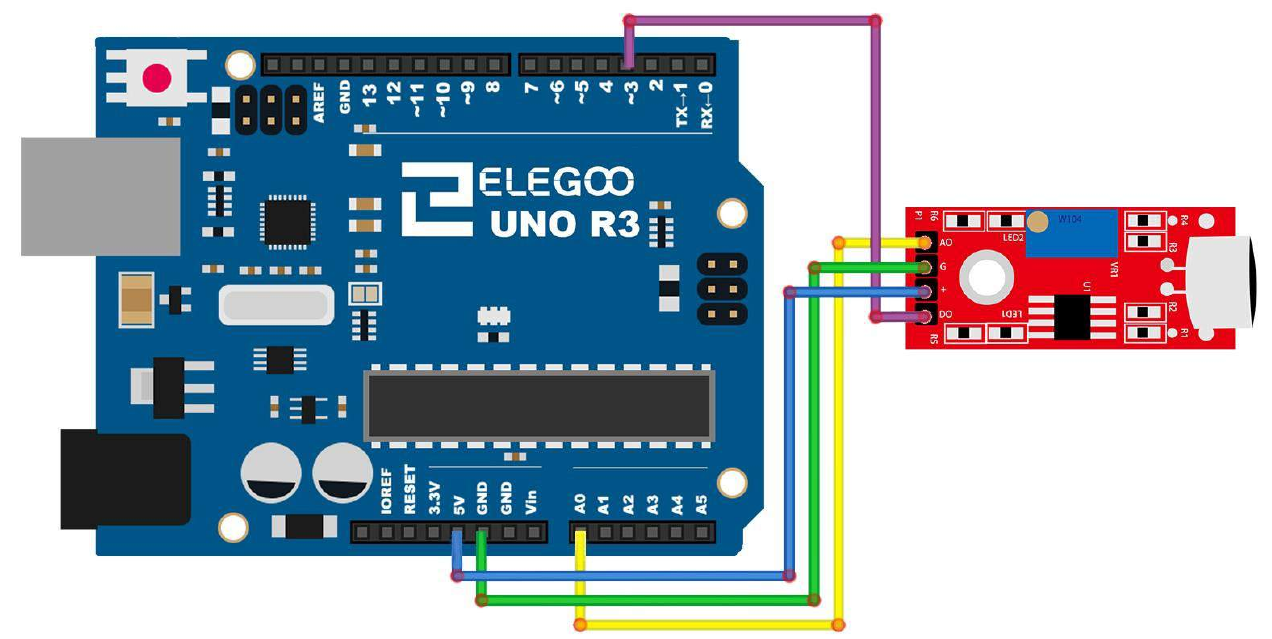 AREF
GND
13
12
~11
~10
~9
8
7
~6
~5
4
~3
2
TX→1
RX←0
ELEGOO
UNO R3
IOREF
RESET
3.3V
5V
GND
GND
Vin
A0
A1
A2
A3
A4
A5
P1
R6
LED2
W104
R4
R3
AO
G
+
DO
VR1
U1
LED1
R2
R5
R1